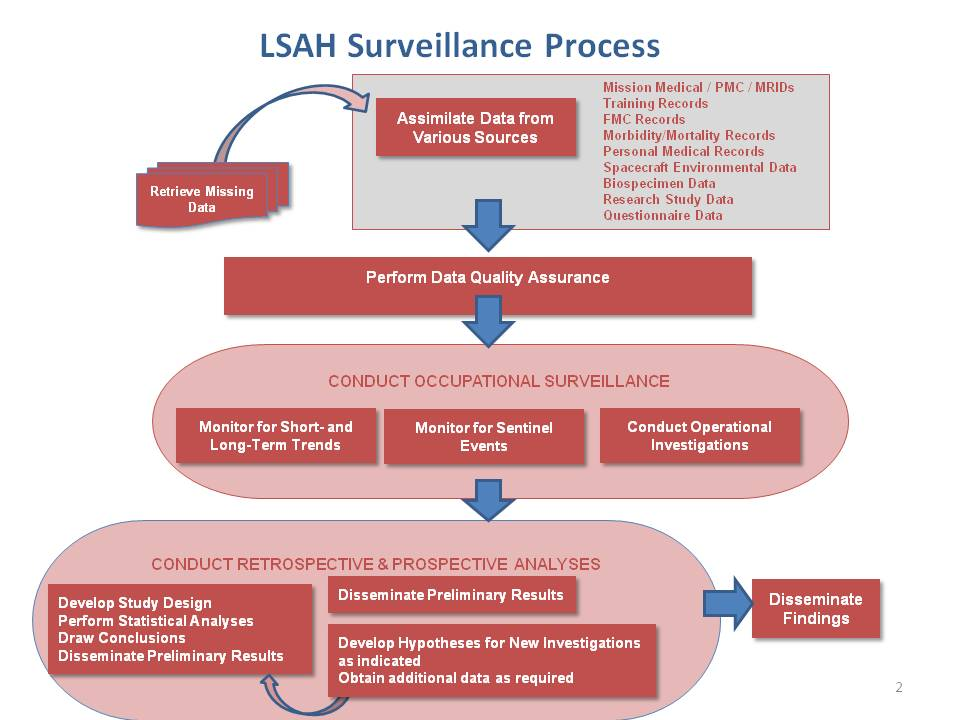 LSAH Surveillance Process
Assimilate Data from
Various Sources
Mission Medical / PMC / MRIDs
Training Records
FMC Records
Morbidity/Mortality Records
Personal Medical Records
Spacecraft Environmental Data
Biospecimen Data
Research Study Data
Questionnaire Data
Retrieve Missing
Data
Perform Data Quality Assurance
CONDUCT OCCUPATIONAL SURVEILLANCE
Monitor for Short- and
Long-Term Trends
Monitor for Sentinel
Events
Conduct Operational
Investigations
CONDUCT RETROSPECTIVE & PROSPECTIVE ANALYSES
Develop Study Design
Perform Statistical Analyses
Draw Conclusions
Disseminate Preliminary Results
Disseminate Preliminary Results
Develop Hypotheses for New Investigations
as indicated
Obtain additional data as required
Disseminate
Findings
2